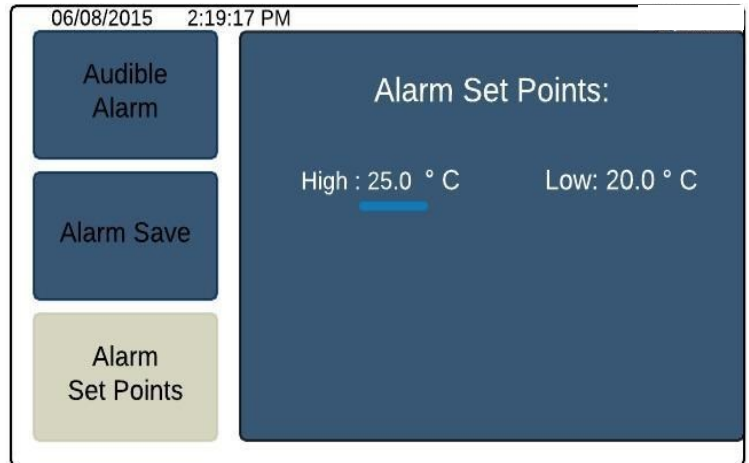 06/08/2015 2:19:17 PM
Audible
Alarm
Alarm Save
Alarm
Set Points
Alarm Set Points:
High : 25.0 ° C Low: 20.0 ° C